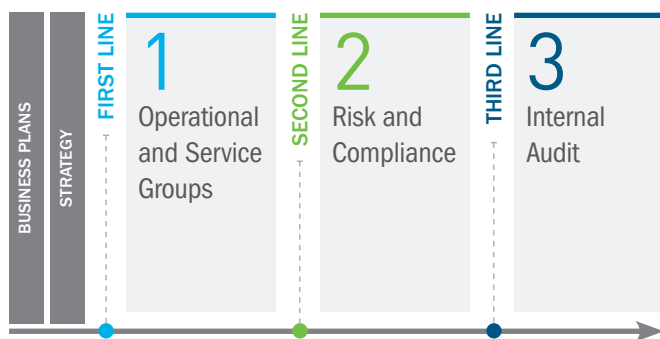 BUSINESS PLANS
STRATEGY
FIRST LINE
1
Operational
and Service
Groups
SECOND LINE
2
Risk and
Compliance
THIRD LINE
3
Internal
Audit